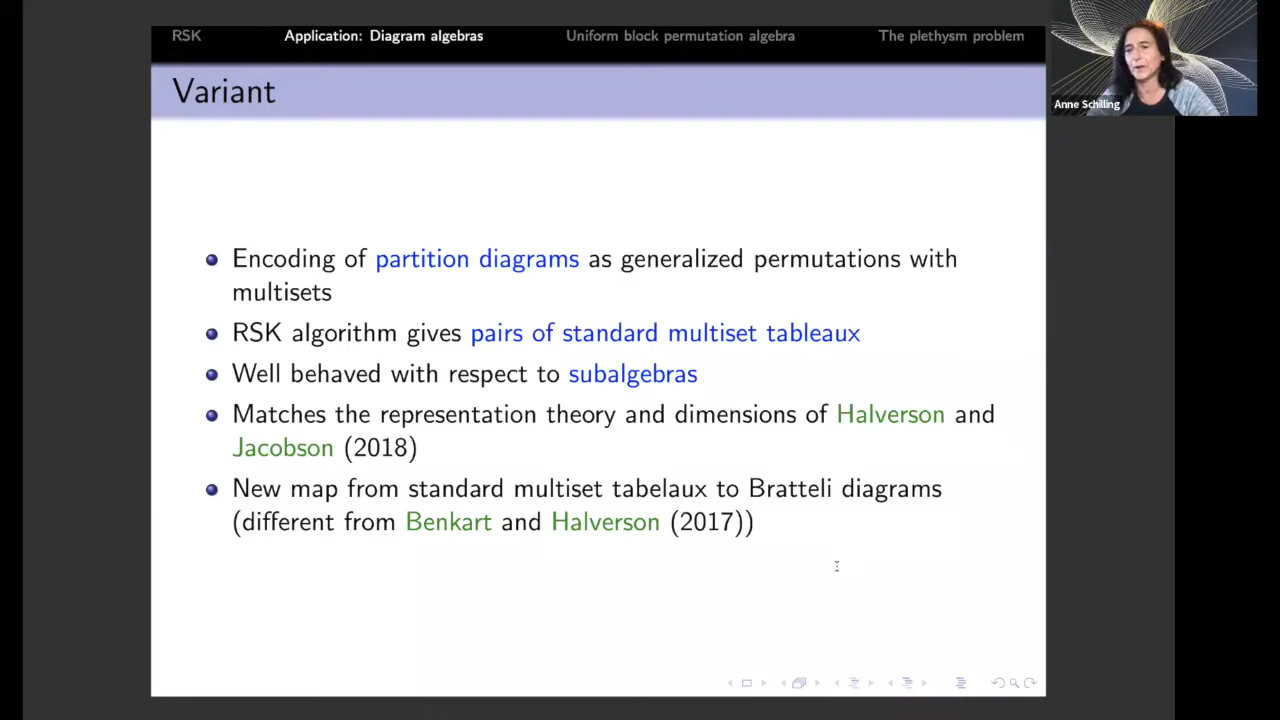 RSK Application: Diagram algebras Uniform block permutation algebra The plethysm problem
Anne Schilling
Variant
Encoding of partition diagrams as generalized permutations with
multisets
RSK algorithm gives pairs of standard multiset tableaux
Well behaved with respect to subalgebras
Matches the representation theory and dimensions of Halverson and
Jacobson (2018)
New map from standard multiset tabelaux to Bratteli diagrams
(different from Benkart and Halverson (2017))